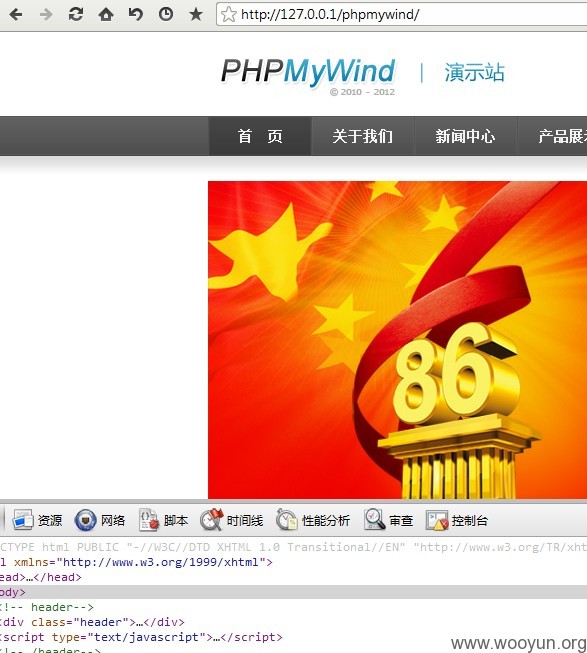 http://127.0.0.1/phpmywind/
PHPMyWind | 演示站
© 2010 - 2012
首 页 关于我们 新闻中心 产品展
86
资源 网络 脚本 时间线 性能分析 审查 控制台
CTYPE html PUBLIC "-//W3C//DTD XHTML 1.0 Transitional//EN" "http://www.w3.org/TR/xht
l xmlns="http://www.w3.org/1999/xhtml">
ead>…</head>
ody>
<!-- header-->
<div class="header">…</div>
<script type="text/javascript">…</script>
<!-- /header-->
www.wooyun.org